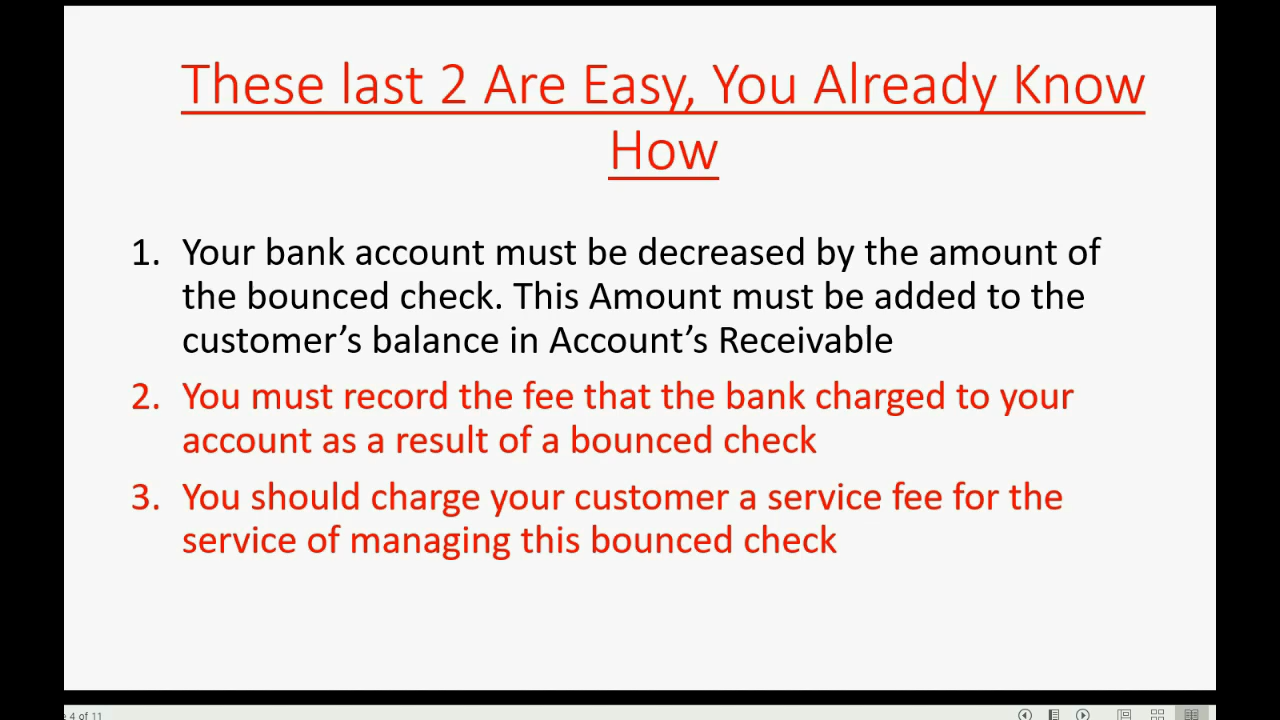 These last 2 Are Easy, You Already Know
How
1. Your bank account must be decreased by the amount of
the bounced check. This Amount must be added to the
customer’s balance in Account’s Receivable
2. You must record the fee that the bank charged to your
account as a result of a bounced check
3. You should charge your customer a service fee for the
service of managing this bounced check
4 of 11